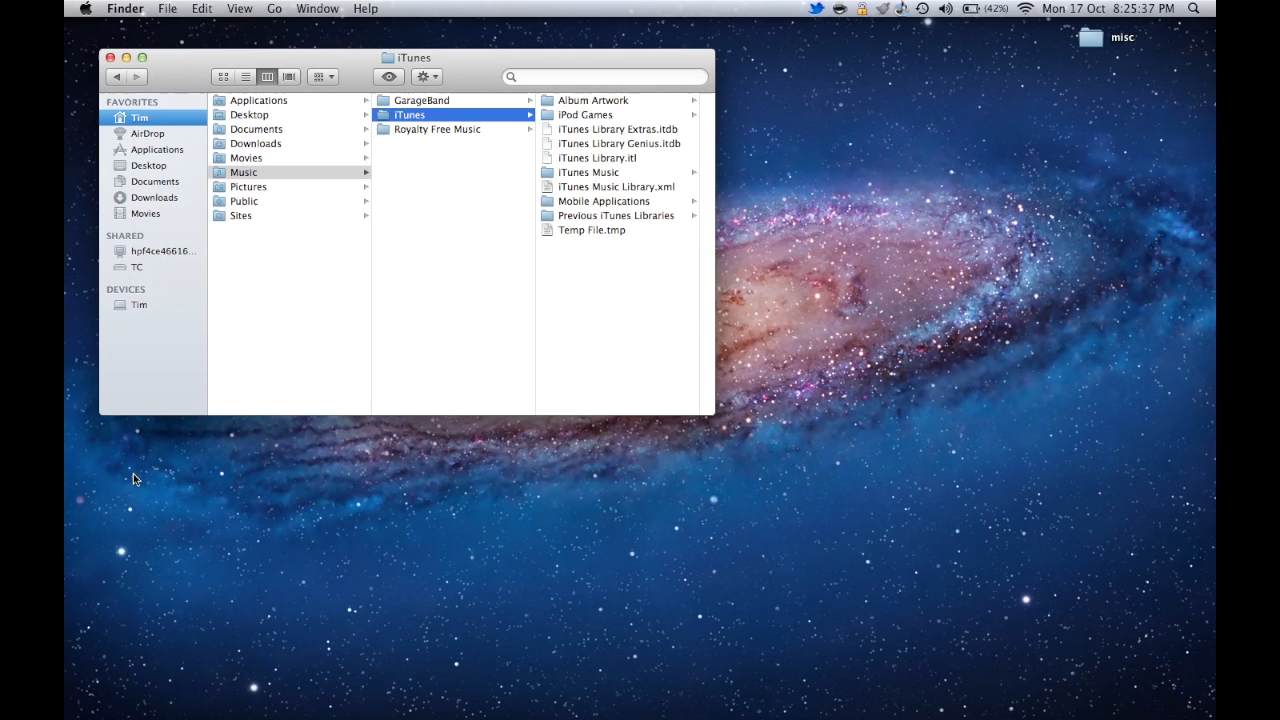 Finder File Edit View Go Window Help (42%) Mon 17 Oct 8:25:37 PM
misc
iTunes
FAVORITES
Tim
AirDrop
Applications
Desktop
Documents
Downloads
Movies
SHARED
hpf4ce46616...
TC
DEVICES
Tim
Applications
Desktop
Documents
Downloads
Movies
Music
Pictures
Public
Sites
GarageBand
iTunes
Royalty Free Music
Album Artwork
iPod Games
iTunes Library Extras.itdb
iTunes Library Genius.itdb
iTunes Library.itl
iTunes Music
iTunes Music Library.xml
Mobile Applications
Previous iTunes Libraries
Temp File.tmp